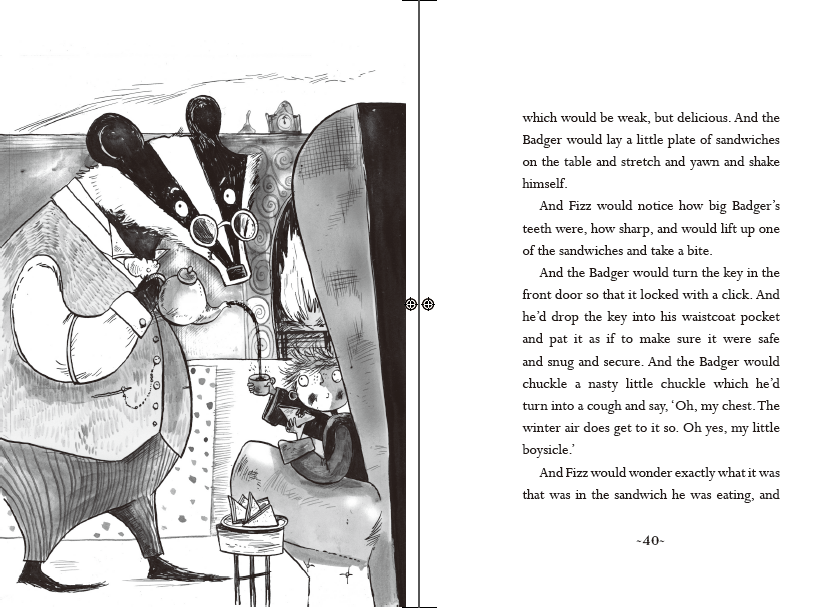 which would be weak, but delicious. And the
Badger would lay a little plate of sandwiches
on the table and stretch and yawn and shake
himself.
And Fizz would notice how big Badger’s
teeth were, how sharp, and would lift up one
of the sandwiches and take a bite.
And the Badger would turn the key in the
front door so that it locked with a click. And
he’d drop the key into his waistcoat pocket
and pat it as if to make sure it were safe
and snug and secure. And the Badger would
chuckle a nasty little chuckle which he’d
turn into a cough and say, ‘Oh, my chest. The
winter air does get to it so. Oh yes, my little
boysicle.’
And Fizz would wonder exactly what it was
that was in the sandwich he was eating, and
~40~